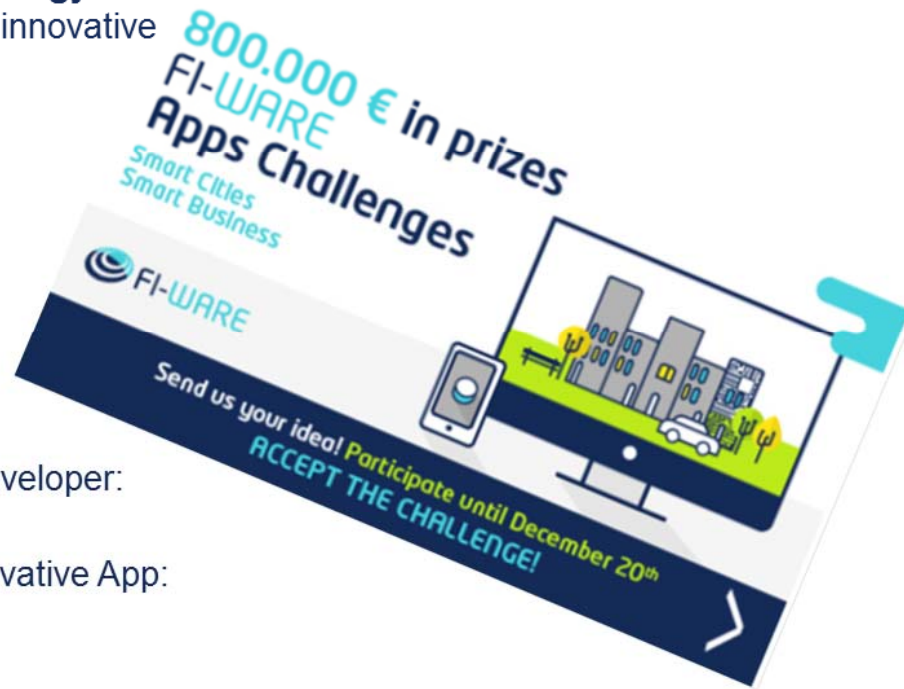 gy
innovative
800.000 € in prizes
FI-WARE
Apps Challenges
Smart Cities
Smart Business
FI-WARE
Send us your idea! Participate until December 20th
ACCEPT THE CHALLENGE!
veloper:
vative App: